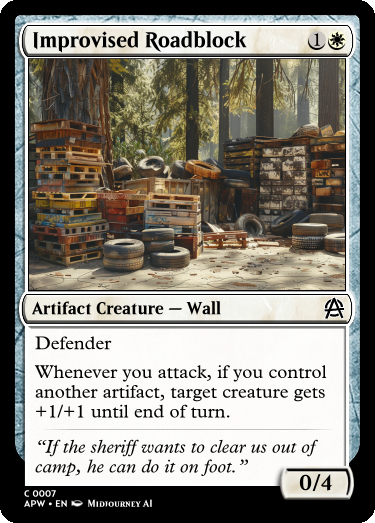 Improvised Roadblock 1
Artifact Creature — Wall
Defender
Whenever you attack, if you control
another artifact, target creature gets
+1/+1 until end of turn.
“If the sheriff wants to clear us out of
camp, he can do it on foot.”
0/4
C 0007
APW • EN Midjourney AI